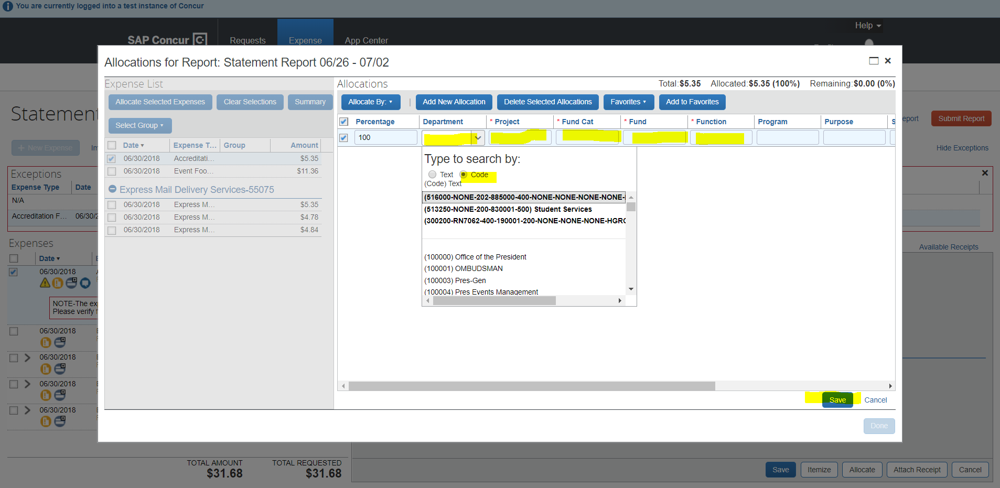 You are currently logged into a test instance of Concur
Help
SAP Concur Requests Expense App Center
Allocations for Report: Statement Report 06/26 - 07/02
Expense List
Allocations Total:$5.35 Allocated:$5.35 (100%) Remaining:$0.00 (0%)
Allocate Selected Expenses Clear Selections Summary
Allocate By: Add New Allocation Delete Selected Allocations Favorites Add to Favorites
Select Group
Percentage Department * Project * Fund Cat * Fund * Function Program Purpose S
100
Date Expense T... Group Amount
06/30/2018 Accreditati... $5.35
06/30/2018 Event Foo... $11.36
Express Mail Delivery Services-55075
06/30/2018 Express M... $5.35
06/30/2018 Express M... $4.78
06/30/2018 Express M... $4.84
Type to search by:
Text Code
(Code) Text
(516000-NONE-202-885000-400-NONE-NONE-NONE-NONE-
(513250-NONE-200-830001-500) Student Services
(300200-RN7062-400-190001-200-NONE-NONE-NONE-HGRC
(100000) Office of the President
(100001) OMBUDSMAN
(100003) Pres-Gen
(100004) Pres Events Management
Save Cancel
Done
Statement
eport Submit Report
+ New Expense Im
Hide Exceptions
Exceptions
Expense Type Date
N/A
Accreditation F... 06/30/2
Expenses
Available Receipts
Date
06/30/2018
NOTE-The ex
Please verify
06/30/2018
06/30/2018
06/30/2018
06/30/2018
TOTAL AMOUNT TOTAL REQUESTED
$31.68 $31.68
Save Itemize Allocate Attach Receipt Cancel